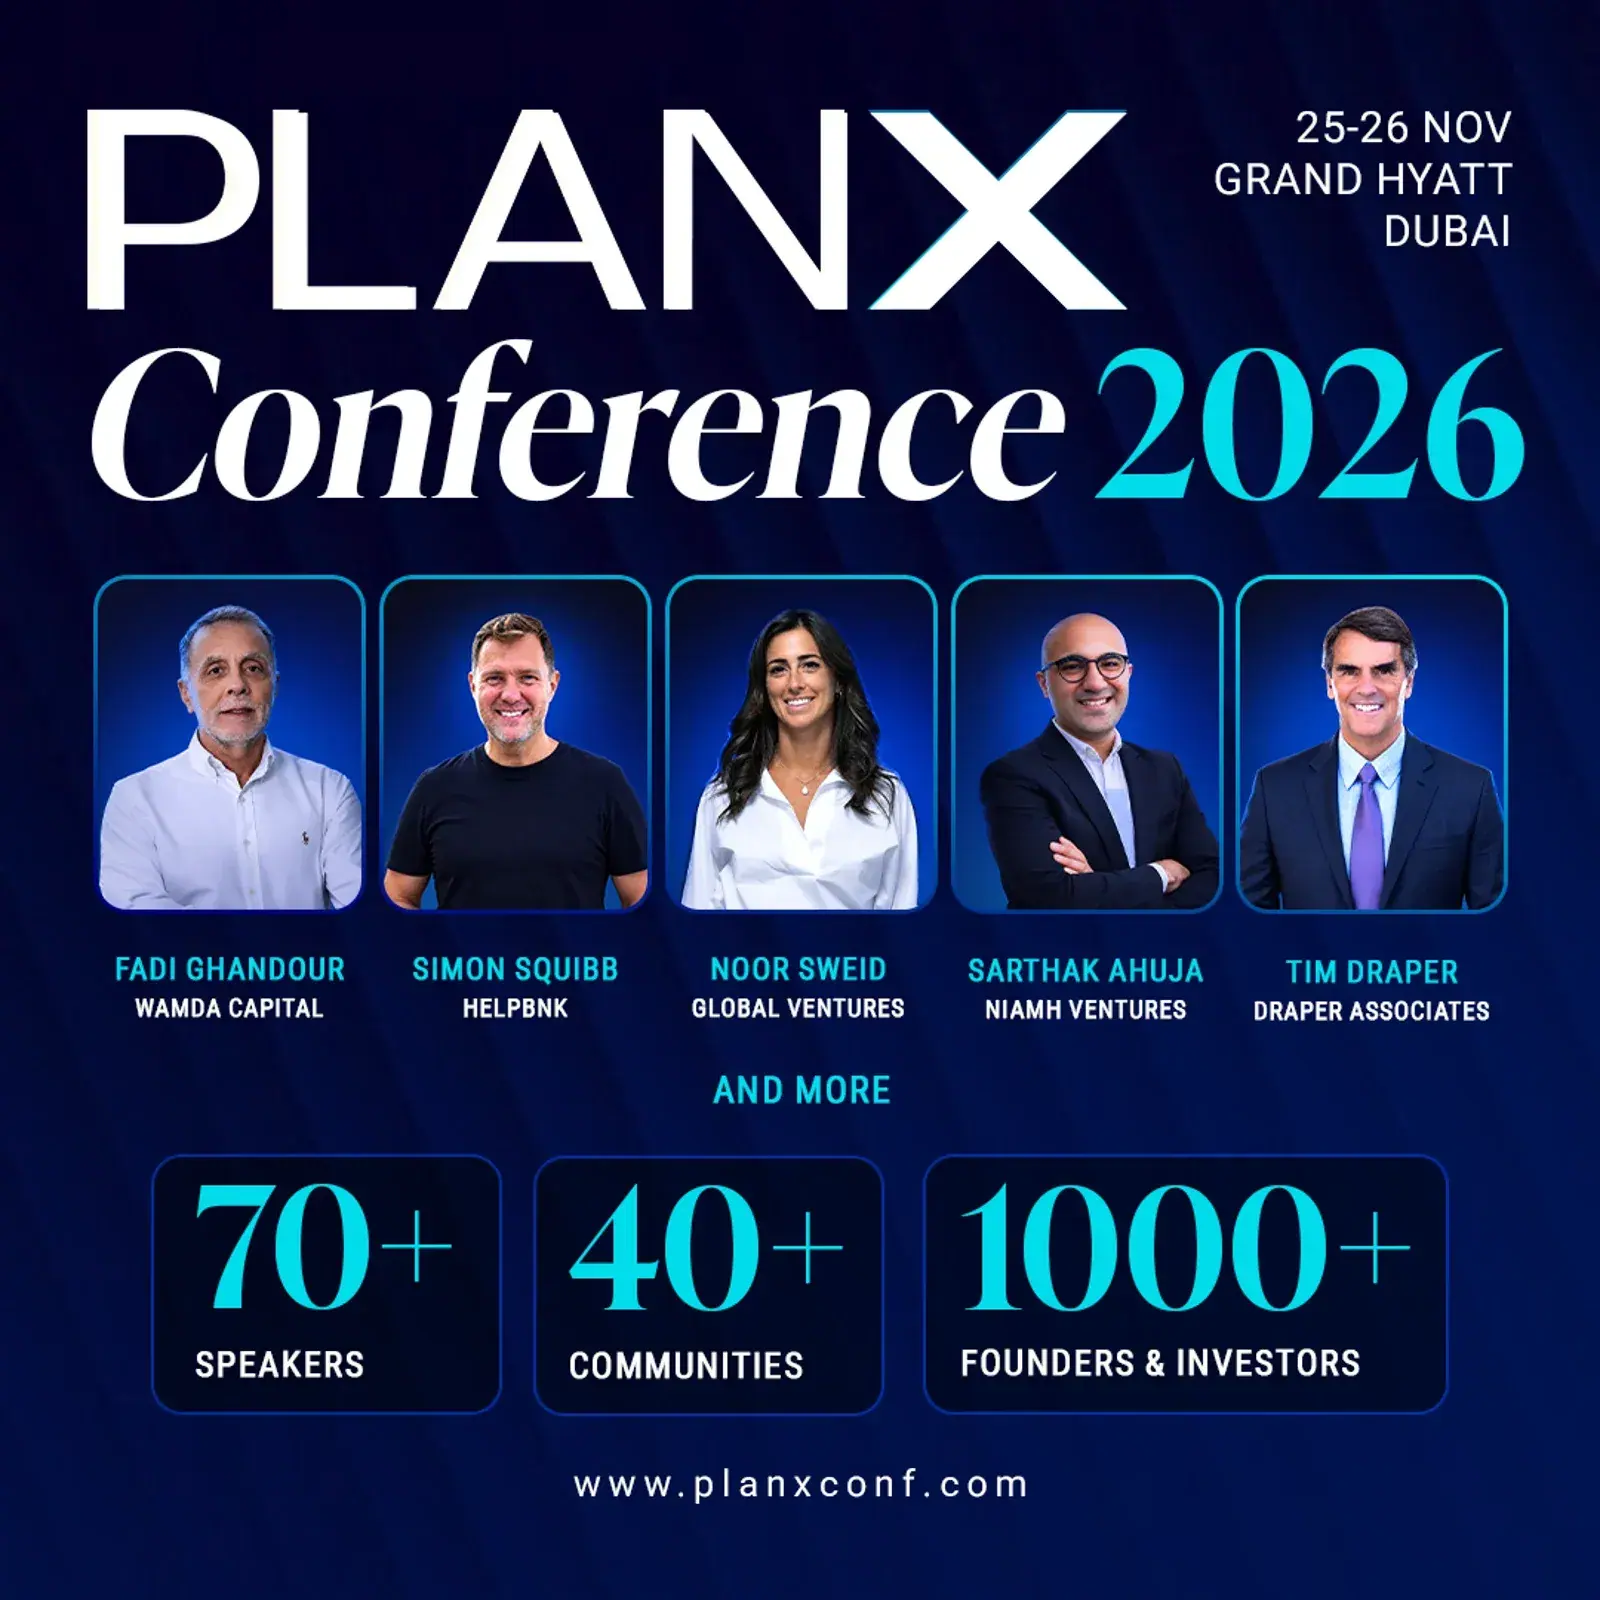 PLANX
25-26 NOV
GRAND HYATT
DUBAI
Conference 2026
FADI GHANDOUR
WAMDA CAPITAL
SIMON SQUIBB
HELPBNK
NOOR SWEID
GLOBAL VENTURES
SARTHAK AHUJA
NIAMH VENTURES
TIM DRAPER
DRAPER ASSOCIATES
AND MORE
70+
SPEAKERS
40+
COMMUNITIES
1000+
FOUNDERS & INVESTORS
www.planxconf.com